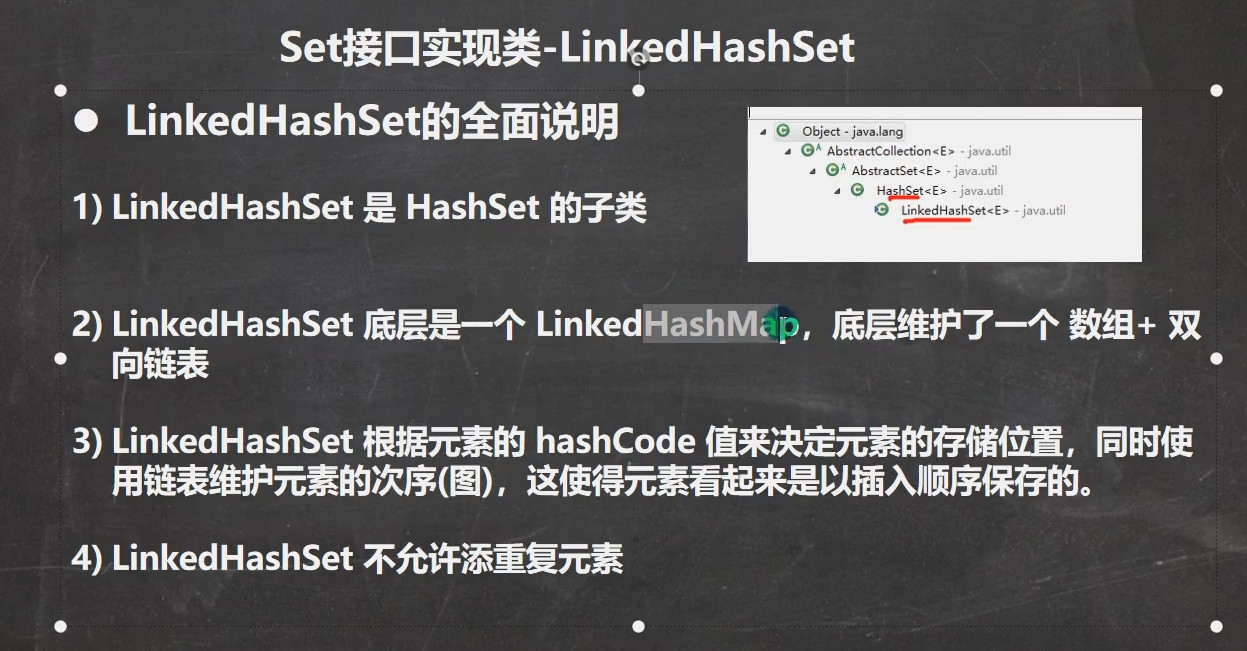 Set接口实现类-LinkedHashSet
● LinkedHashSet的全面说明
Object - java.lang
AbstractCollection<E> - java.util
AbstractSet<E> - java.util
HashSet<E> - java.util
LinkedHashSet<E> - java.util
1) LinkedHashSet 是 HashSet 的子类
2) LinkedHashSet 底层是一个 LinkedHashMap，底层维护了一个 数组+ 双
向链表
3) LinkedHashSet 根据元素的 hashCode 值来决定元素的存储位置，同时使
用链表维护元素的次序(图)，这使得元素看起来是以插入顺序保存的。
4) LinkedHashSet 不允许添重复元素